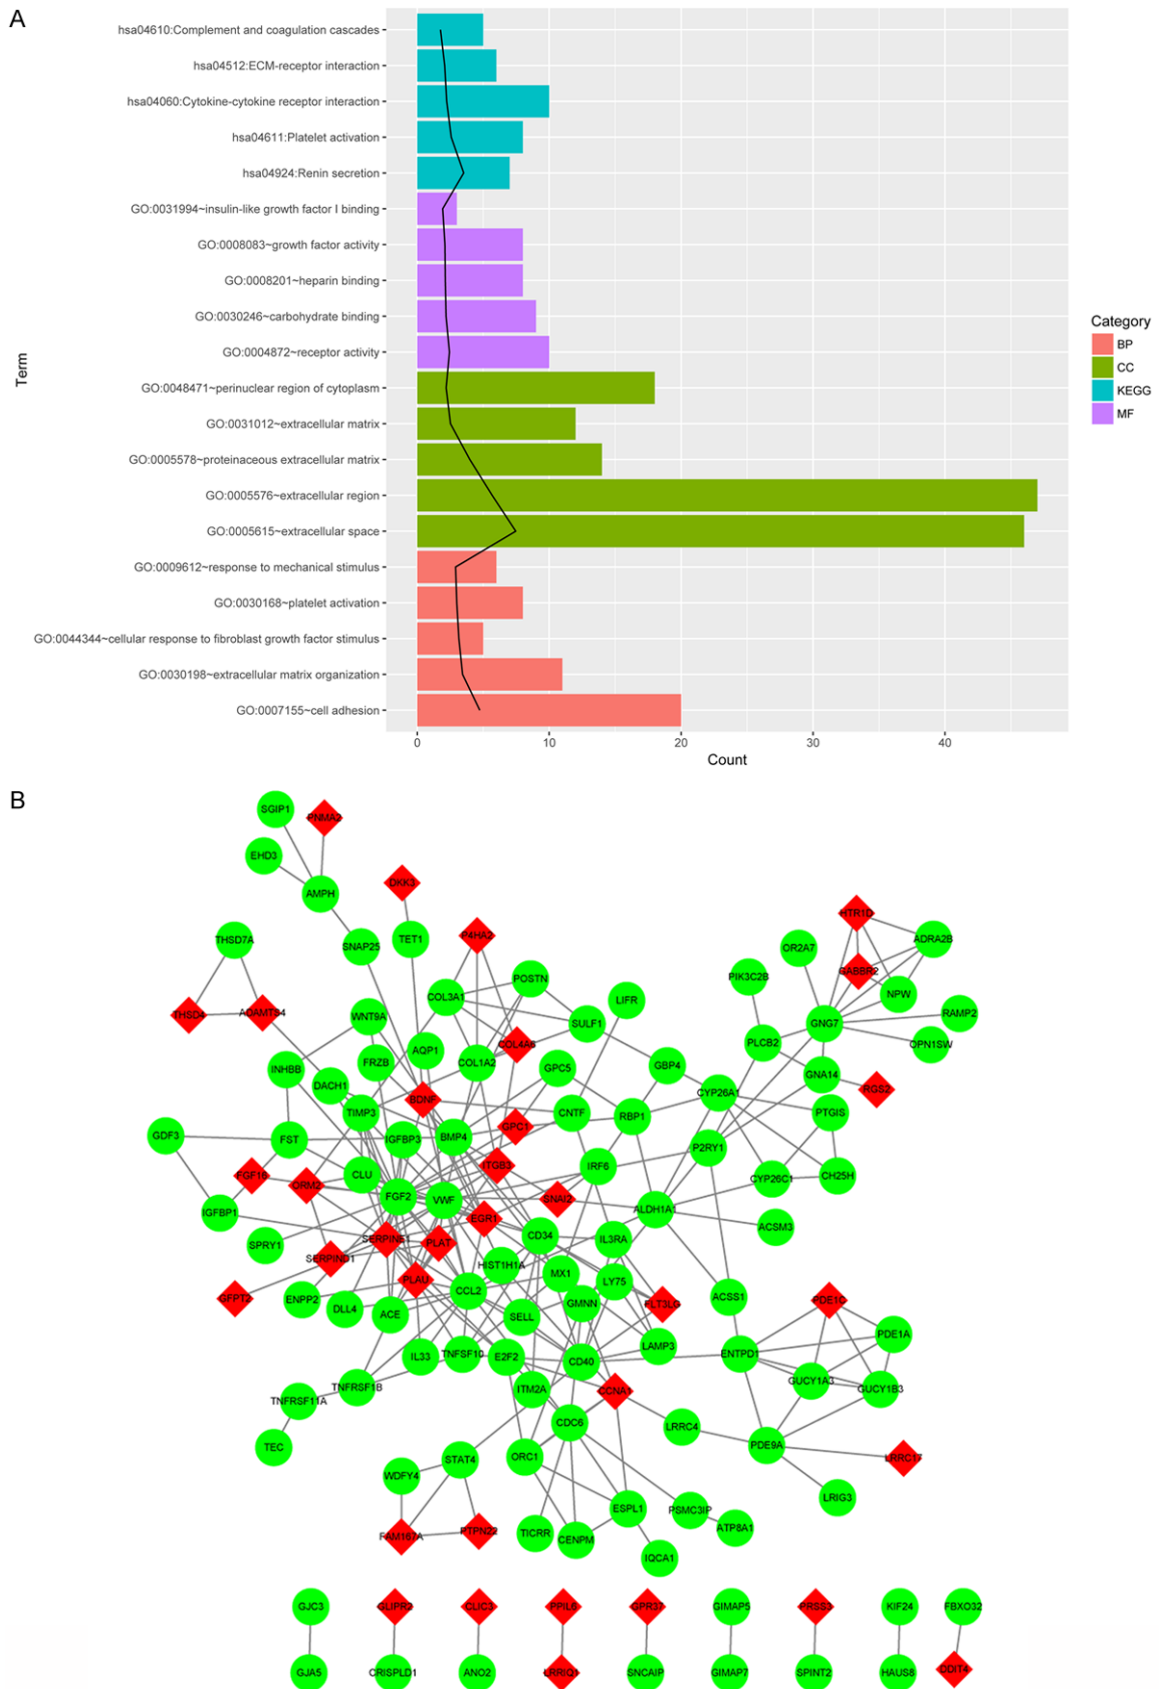 A
hsa04610:Complement and coagulation cascades
hsa04512:ECM-receptor interaction
hsa04060:Cytokine-cytokine receptor interaction
hsa04611:Platelet activation
hsa04924:Renin secretion
GO:0031994~insulin-like growth factor I binding
GO:0008083~growth factor activity
GO:0008201~heparin binding
GO:0030246~carbohydrate binding
GO:0004872~receptor activity
GO:0048471~perinuclear region of cytoplasm
GO:0031012~extracellular matrix
GO:0005578~proteinaceous extracellular matrix
GO:0005576~extracellular region
GO:0005615~extracellular space
GO:0009612~response to mechanical stimulus
GO:0030168~platelet activation
GO:0044344~cellular response to fibroblast growth factor stimulus
GO:0030198~extracellular matrix organization
GO:0007155~cell adhesion
Term
0 10 20 30 40
Count
Category
BP
CC
KEGG
MF
B
SGIP1
PNMA2
EHD3
AMPH
DKK3
HTR1D
THSD7A
SNAP25
TET1
P4HA2
OR2A7
ADRA2B
GABBR2
PIK3C2B
POSTN
COL3A1
NPW
LIFR
THSD4
ADAMTS4
WNT9A
SULF1
GNG7
RAMP2
AQP1
COL4A6
PLCB2
OPN1SW
INHBB
FRZB
COL1A2
GPC5
GBP4
GNA14
DACH1
CYP26A1
RGS2
BDNF
TIMP3
CNTF
RBP1
PTGIS
GDF3
FST
IGFBP3
BMP4
GPC1
P2RY1
FGF18
CLU
ITGB3
IRF6
CYP26C1
CH25H
ORM2
FGF2
VWF
SNAI2
IGFBP1
EGR1
ALDH1A1
ACSM3
SPRY1
SERPINE1
PLAT
CD34
IL3RA
SERPIND1
HIST1H1A
PLAU
MX1
LY75
GFPT2
ENPP2
DLL4
ACE
CCL2
GMNN
FLT3LG
ACSS1
PDE1C
SELL
PDE1A
IL33
TNFSF10
E2F2
CD40
LAMP3
ENTPD1
GUCY1A3
GUCY1B3
TNFRSF11A
TNFRSF1B
ITM2A
CCNA1
CDC6
LRRC4
PDE9A
TEC
STAT4
ORC1
LRRC17
WDFY4
LRIG3
ESPL1
PSMC3IP
FAM167A
PTPN22
TICRR
CENPM
ATP8A1
IQCA1
GJC3 GLIPR2 CLIC3 PPIL6 GPR37 GIMAP5 PRSS3 KIF24 FBXO32
GJA5 CRISPLD1 ANO2 LRRIQ1 SNCAIP GIMAP7 SPINT2 HAUS8 DDIT4